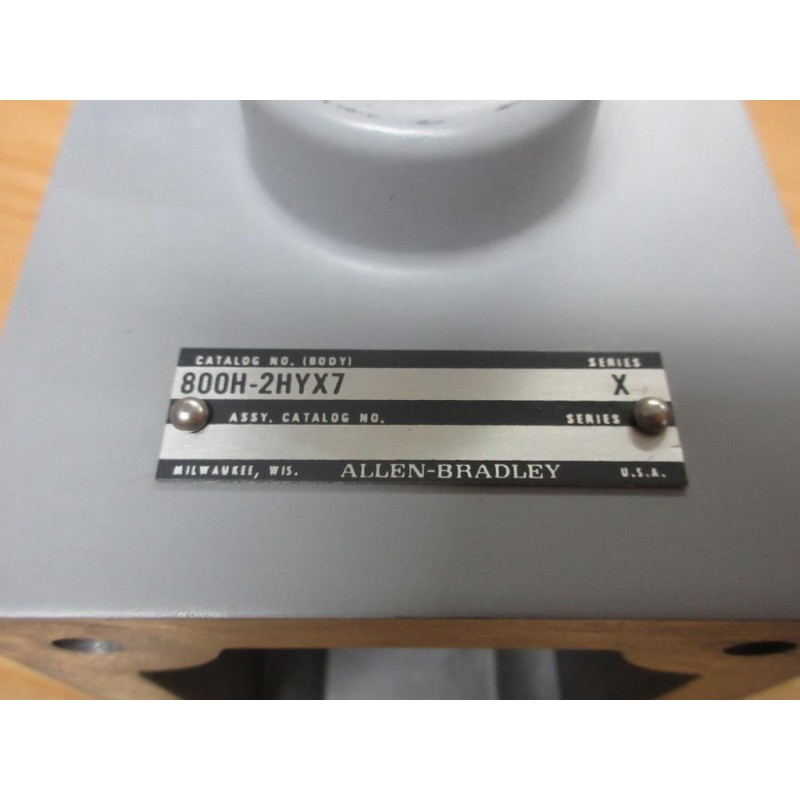 CATALOG NO. (BODY) SERIES
800H-2HYX7 X
ASSY. CATALOG NO. SERIES
MILWAUKEE, WIS. ALLEN-BRADLEY U.S.A.